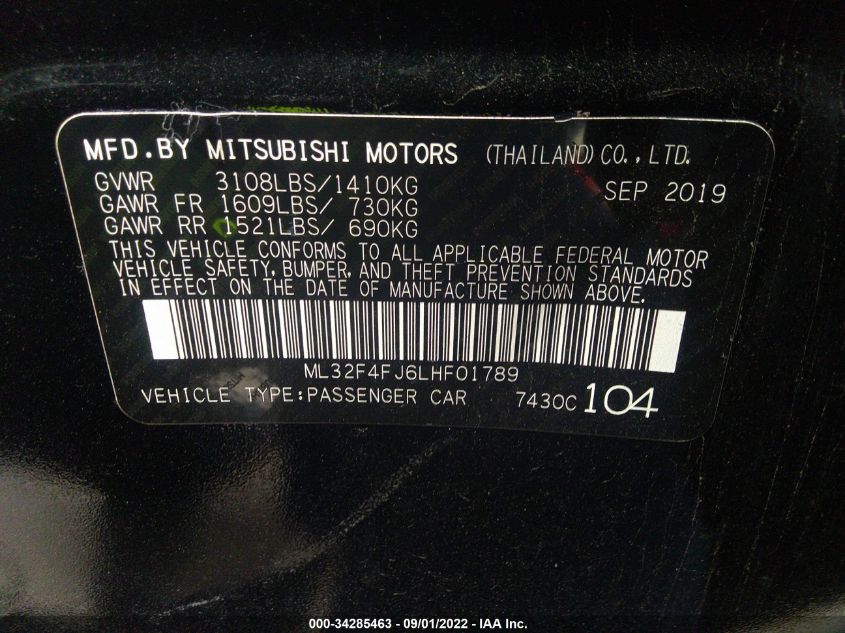 MFD.BY MITSUBISHI MOTORS (THAILAND) CO., LTD.
GVWR 3108LBS/1410KG SEP 2019
GAWR FR 1609LBS/ 730KG
GAWR RR 1521LBS/ 690KG
THIS VEHICLE CONFORMS TO ALL APPLICABLE FEDERAL MOTOR
VEHICLE SAFETY, BUMPER, AND THEFT PREVENTION STANDARDS
IN EFFECT ON THE DATE OF MANUFACTURE SHOWN ABOVE.
ML32F4FJ6LHF01789
VEHICLE TYPE:PASSENGER CAR 7430C 104
000-34285463 - 09/01/2022 - IAA Inc.